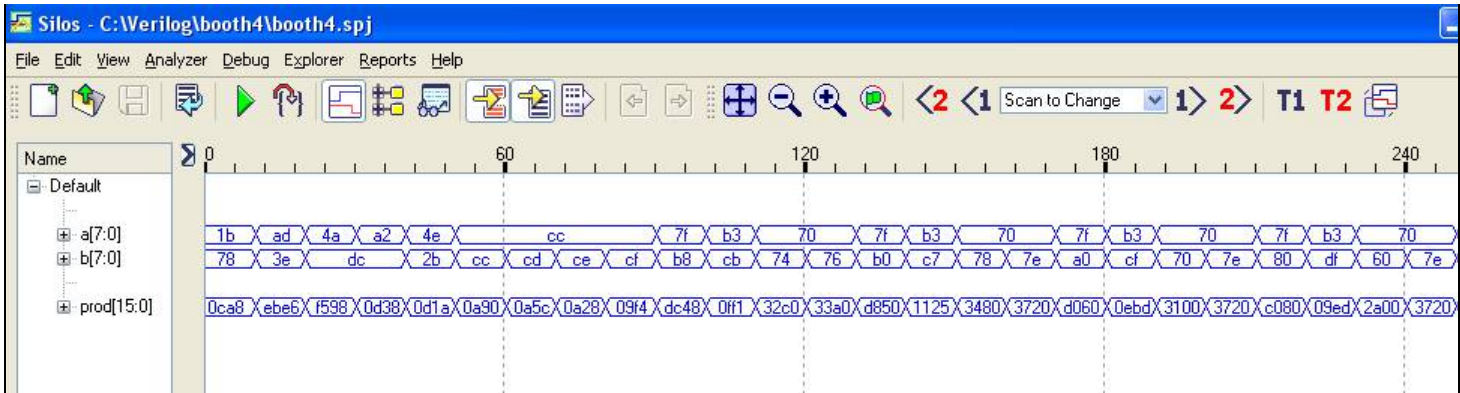 Silos - C:\Verilog\booth4\booth4.spj
File Edit View Analyzer Debug Explorer Reports Help
2 1 Scan to Change 1 2 T1 T2
Name 0 60 120 180 240
Default
a[7:0] 1b ad 4a a2 4e cc 7f b3 70 7f b3 70 7f b3 70 7f b3 70
b[7:0] 78 3e dc 2b cc cd ce cf b8 cb 74 76 b0 c7 78 7e a0 cf 70 7e 80 df 60 7e
prod[15:0] 0ca8 ebe6 f598 0d38 0d1a 0a90 0a5c 0a28 09f4 dc48 0ff1 32c0 33a0 d850 1125 3480 3720 d060 0ebd 3100 3720 c080 09ed 2a00 3720